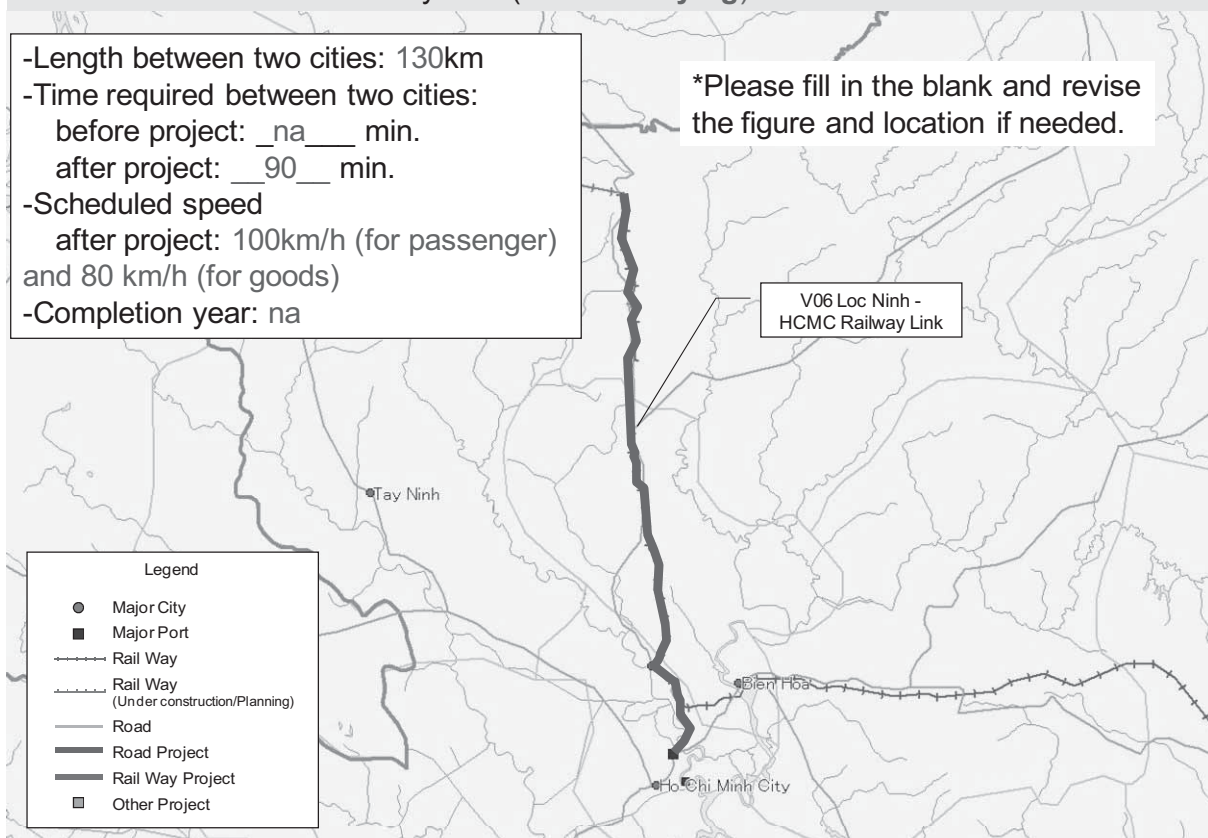 -Length between two cities: 130km
-Time required between two cities:
before project: _na___ min.
after project: __90__ min.
-Scheduled speed
after project: 100km/h (for passenger)
and 80 km/h (for goods)
-Completion year: na
*Please fill in the blank and revise
the figure and location if needed.
V06 Loc Ninh -
HCMC Railway Link
Tay Ninh
Bien Hoa
Ho Chi Minh City
Legend
Major City
Major Port
Rail Way
Rail Way
(Under construction/Planning)
Road
Road Project
Rail Way Project
Other Project